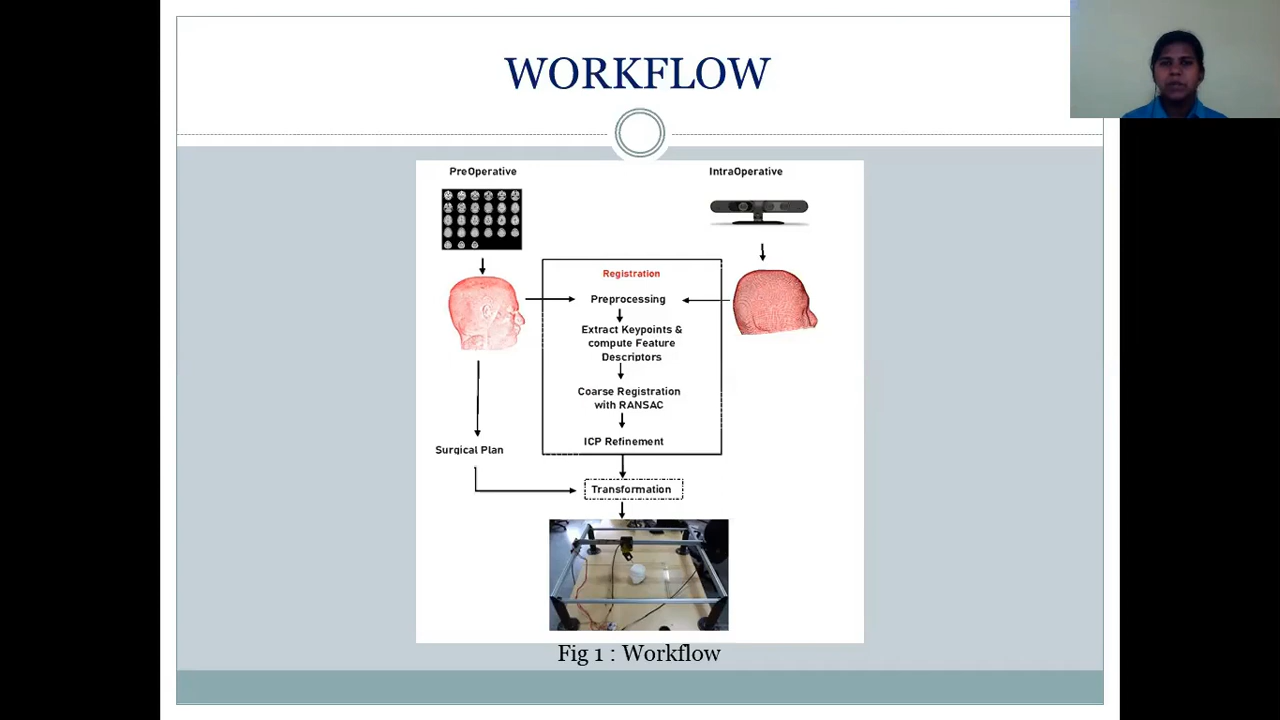 WORKFLOW
PreOperative
IntraOperative
Registration
Preprocessing
Extract Keypoints &
compute Feature
Descriptors
Coarse Registration
with RANSAC
ICP Refinement
Surgical Plan
Transformation
Fig 1 : Workflow